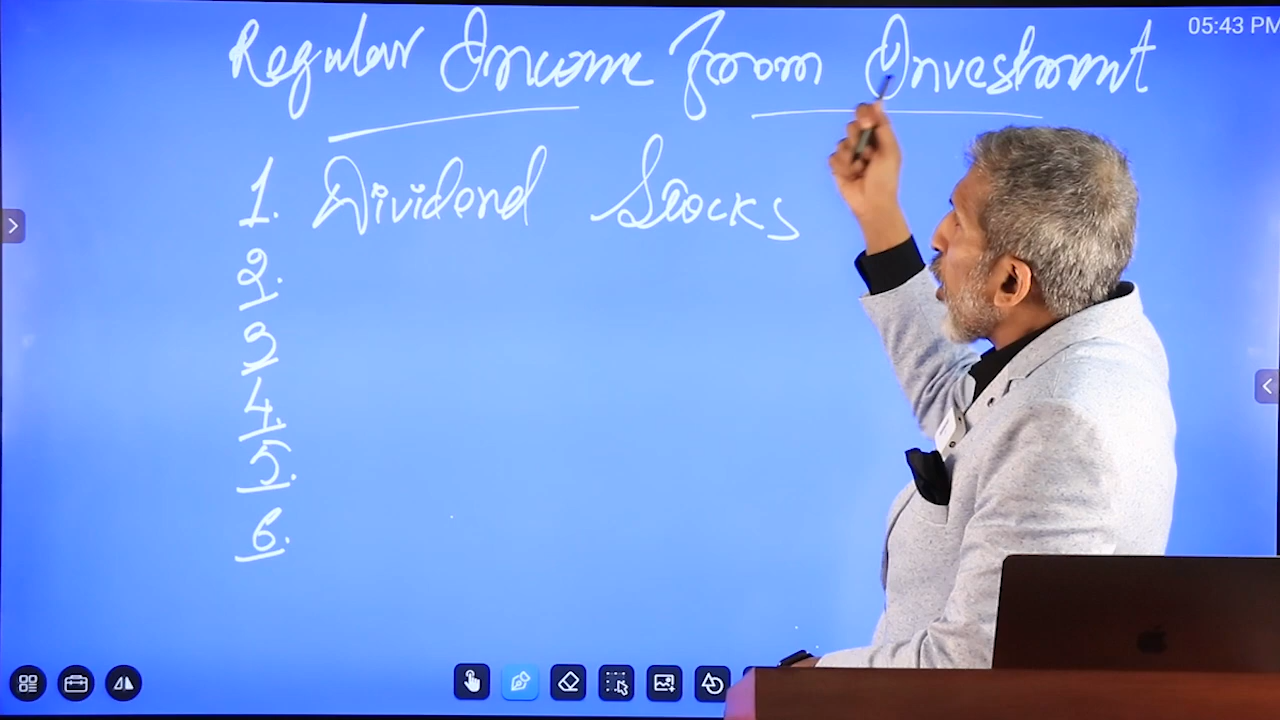 05:43 PM
Regular Income from Investment
1. Dividend Stocks
2.
3.
4.
5.
6.